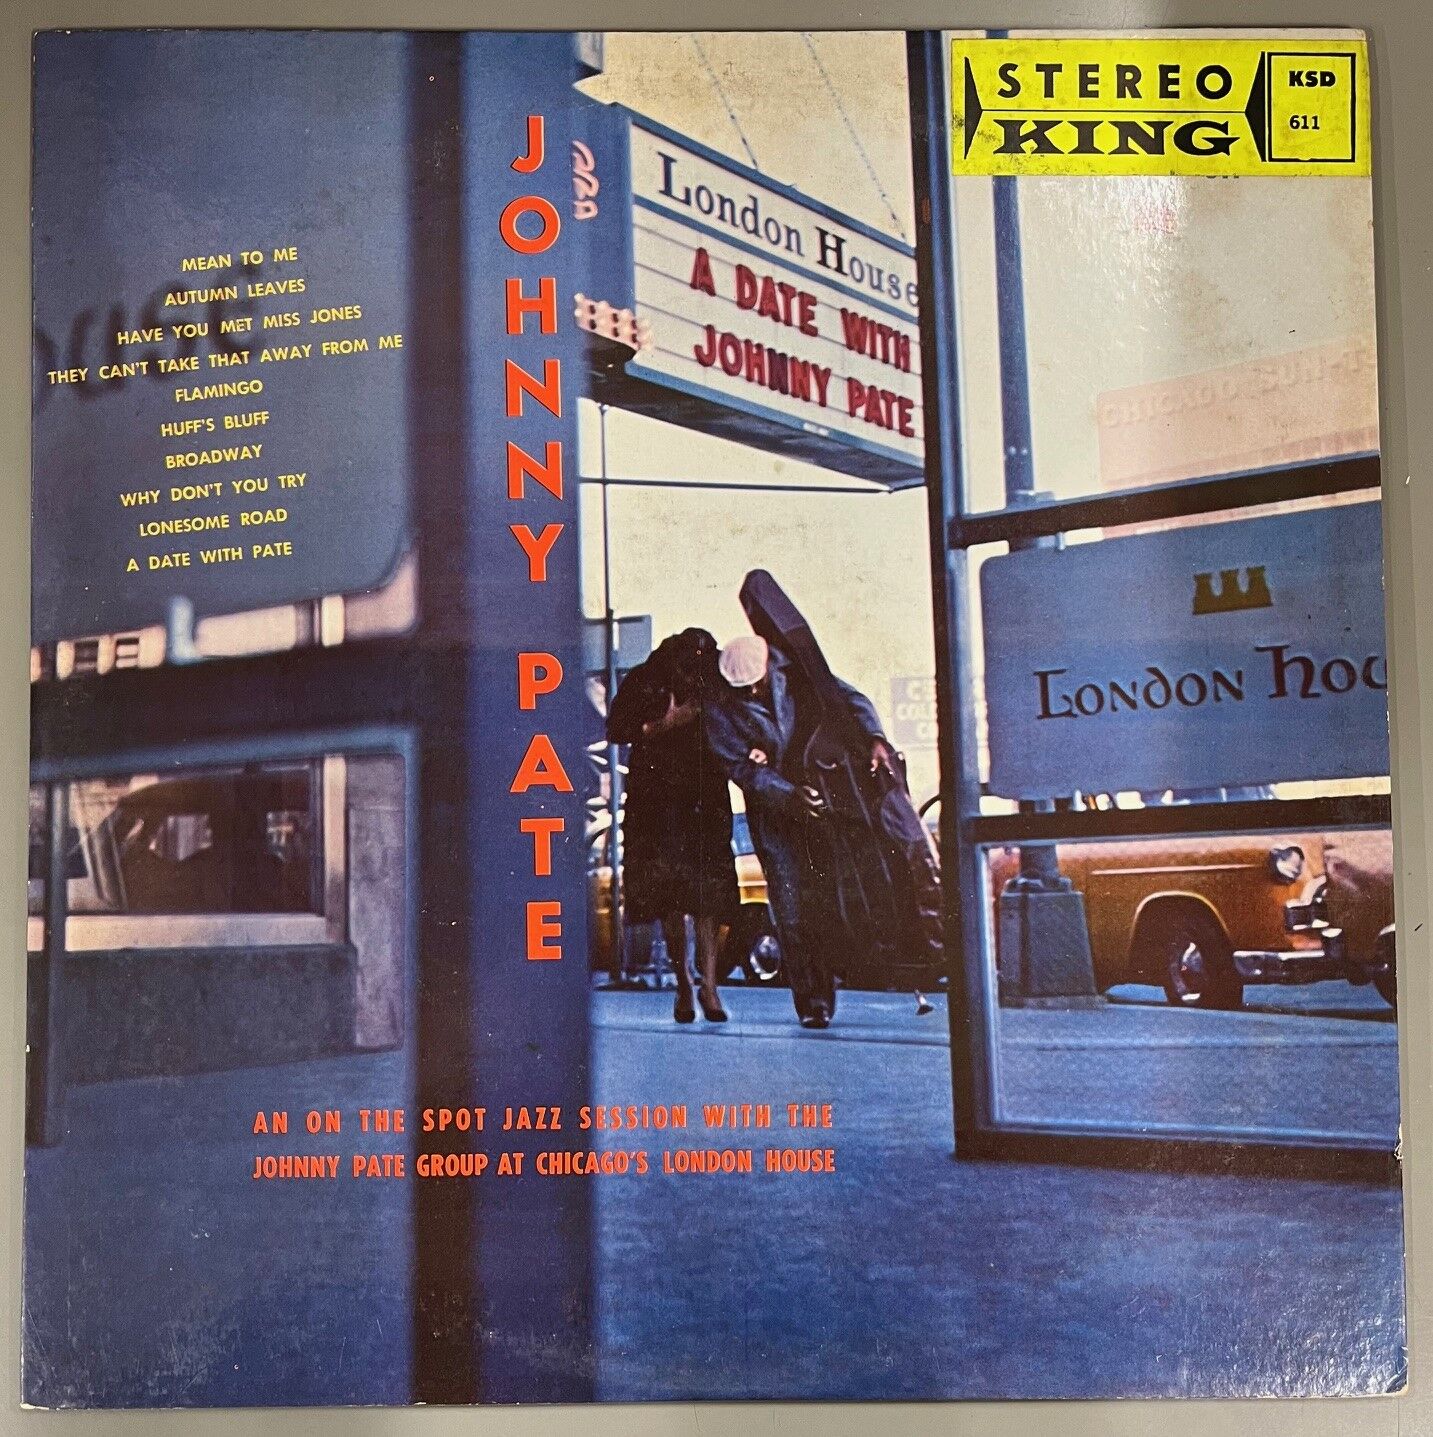 STEREO
KING
KSD
611
JOHNNY PATE
London House
A DATE WITH
JOHNNY PATE
MEAN TO ME
AUTUMN LEAVES
HAVE YOU MET MISS JONES
THEY CAN'T TAKE THAT AWAY FROM ME
FLAMINGO
HUFF'S BLUFF
BROADWAY
WHY DON'T YOU TRY
LONESOME ROAD
A DATE WITH PATE
LONDON HOU
AN ON THE SPOT JAZZ SESSION WITH THE
JOHNNY PATE GROUP AT CHICAGO'S LONDON HOUSE